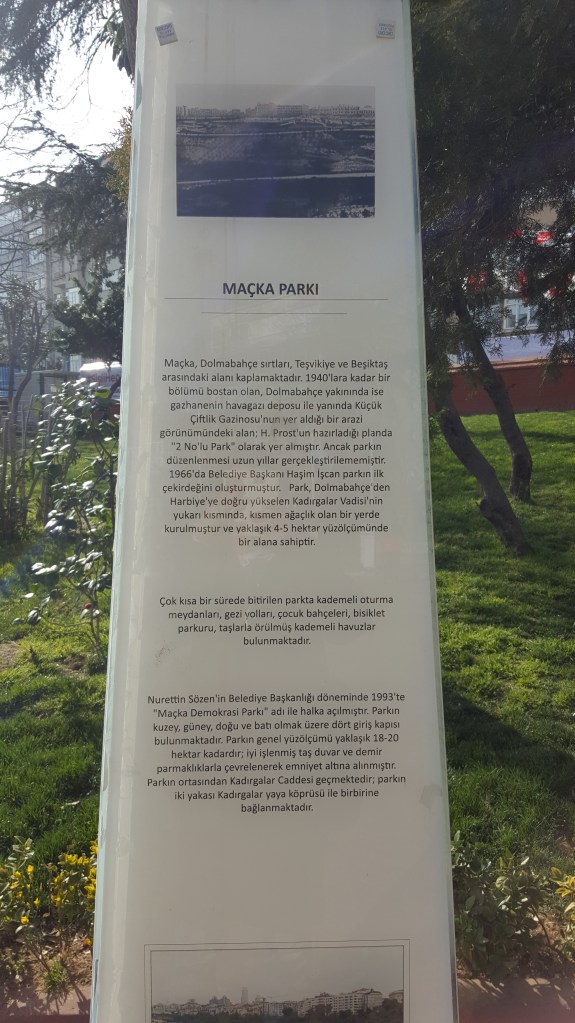 MAÇKA PARKI
Maçka, Dolmabahçe sırtları, Teşvikiye ve Beşiktaş
arasındaki alanı kaplamaktadır. 1940'lara kadar bir
bölümü bostan olan, Dolmabahçe yakınında ise
gazhanenin havagazı deposu ile yanında Küçük
Çiftlik Gazinosu'nun yer aldığı bir arazi
görünümündeki alan; H. Prost'un hazırladığı planda
"2 No'lu Park" olarak yer almıştır. Ancak parkın
düzenlenmesi uzun yıllar gerçekleştirilememiştir.
1966'da Belediye Başkanı Haşim İşcan parkın ilk
çekirdeğini oluşturmuştur. Park, Dolmabahçe'den
Harbiye'ye doğru yükselen Kadırgalar Vadisi'nin
yukarı kısmında, kısmen ağaçlık olan bir yerde
kurulmuştur ve yaklaşık 4-5 hektar yüzölçümünde
bir alana sahiptir.
Çok kısa bir sürede bitirilen parkta kademeli oturma
meydanları, gezi yolları, çocuk bahçeleri, bisiklet
parkuru, taşlarla örülmüş kademeli havuzlar
bulunmaktadır.
Nurettin Sözen'in Belediye Başkanlığı döneminde 1993'te
"Maçka Demokrasi Parkı" adı ile halka açılmıştır. Parkın
kuzey, güney, doğu ve batı olmak üzere dört giriş kapısı
bulunmaktadır. Parkın genel yüzölçümü yaklaşık 18-20
hektar kadardır; iyi işlenmiş taş duvar ve demir
parmaklıklarla çevrelenerek emniyet altına alınmıştır.
Parkın ortasından Kadırgalar Caddesi geçmektedir; parkın
iki yakası Kadırgalar yaya köprüsü ile birbirine
bağlanmaktadır.